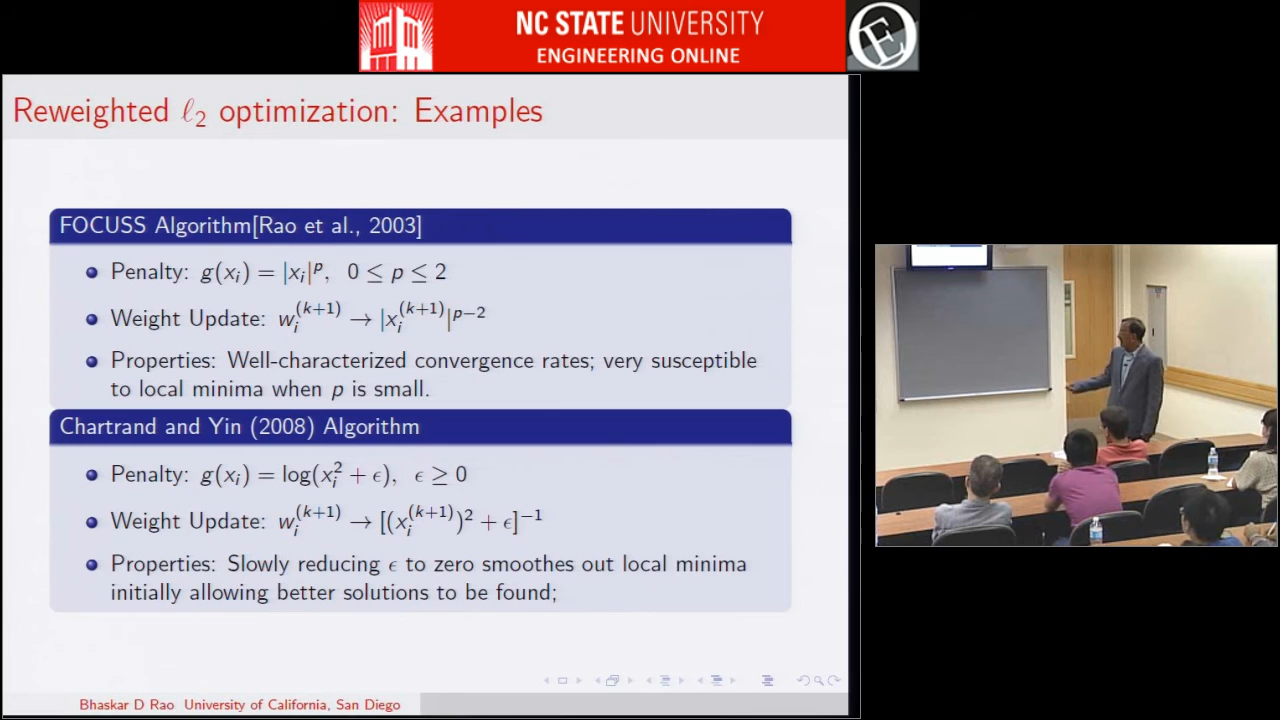 NC STATE UNIVERSITY
ENGINEERING ONLINE
Reweighted ℓ₂ optimization: Examples
FOCUSS Algorithm[Rao et al., 2003]
Penalty: g(xᵢ) = |xᵢ|ᵖ, 0 ≤ p ≤ 2
Weight Update: wᵢ⁽ᵏ⁺¹⁾ → |xᵢ⁽ᵏ⁺¹⁾|ᵖ⁻²
Properties: Well-characterized convergence rates; very susceptible
to local minima when p is small.
Chartrand and Yin (2008) Algorithm
Penalty: g(xᵢ) = log(xᵢ² + ϵ), ϵ ≥ 0
Weight Update: wᵢ⁽ᵏ⁺¹⁾ → [(xᵢ⁽ᵏ⁺¹⁾)² + ϵ]⁻¹
Properties: Slowly reducing ϵ to zero smoothes out local minima
initially allowing better solutions to be found;
Bhaskar D Rao University of California, San Diego